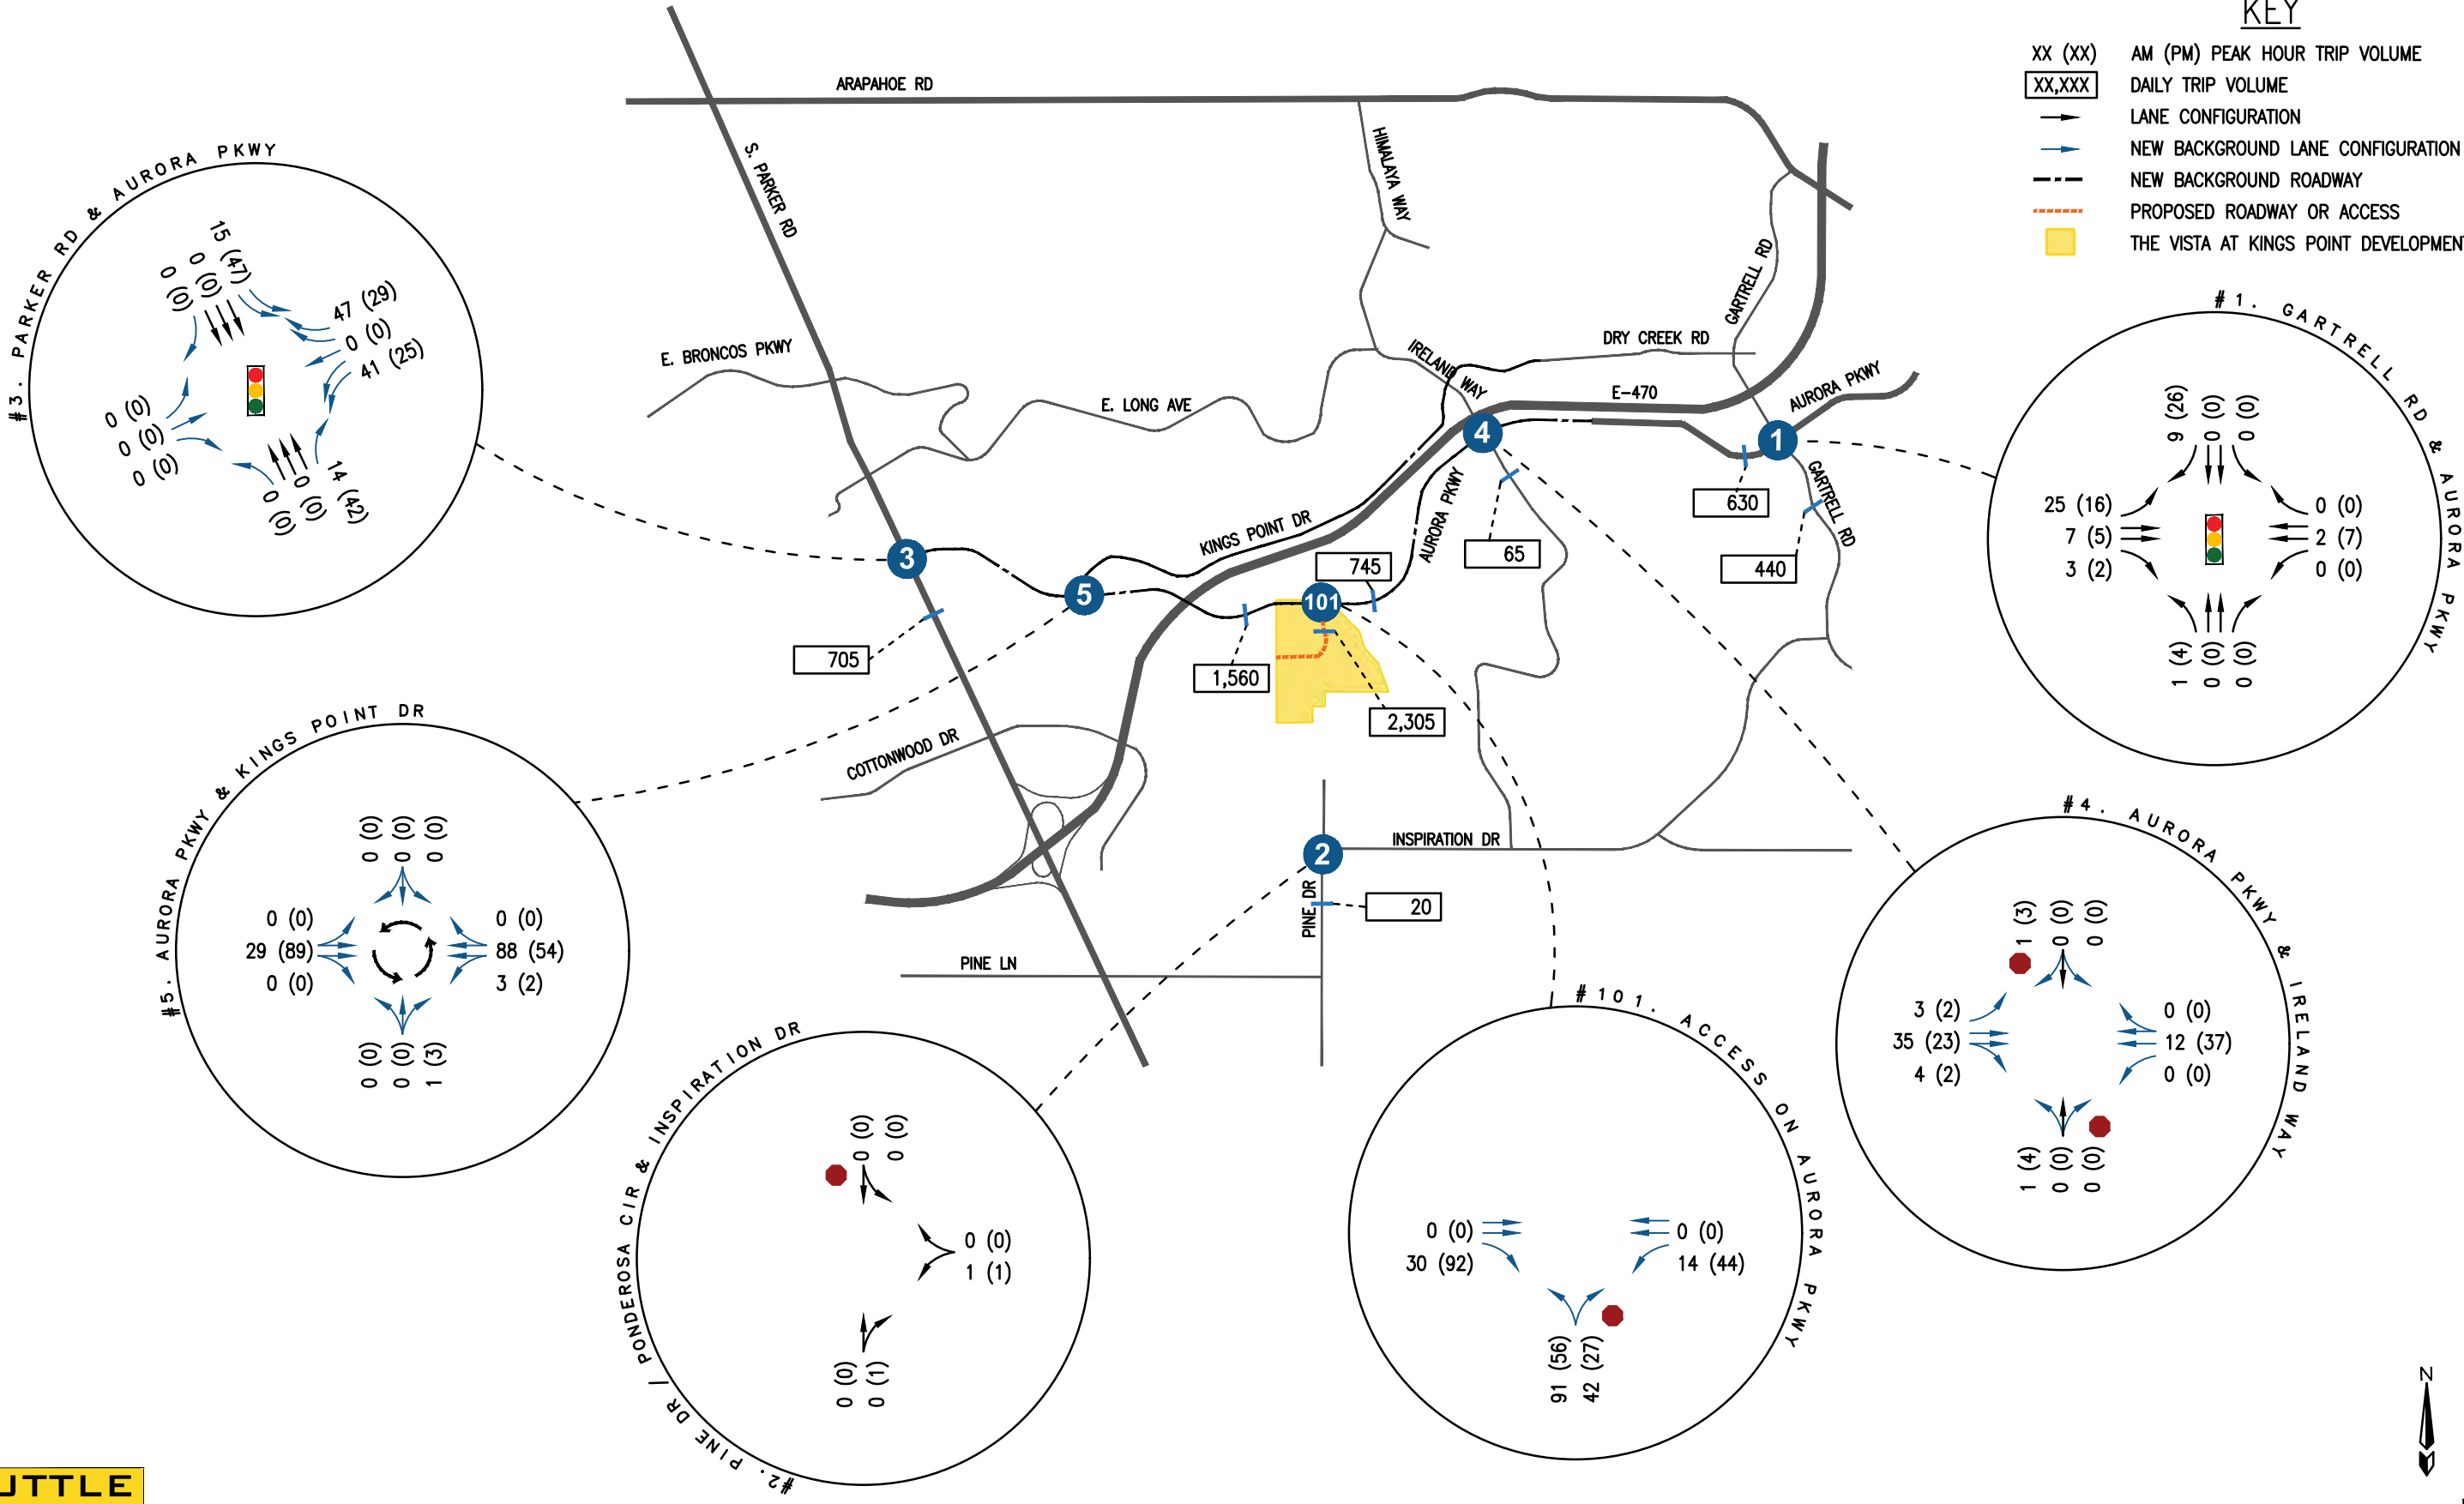 KEY
XX (XX) AM (PM) PEAK HOUR TRIP VOLUME
XX,XXX DAILY TRIP VOLUME
LANE CONFIGURATION
NEW BACKGROUND LANE CONFIGURATION
NEW BACKGROUND ROADWAY
PROPOSED ROADWAY OR ACCESS
THE VISTA AT KINGS POINT DEVELOPMENT
ARAPAHOE RD
S. PARKER RD
HIMALAYA WAY
GARTRELL RD
DRY CREEK RD
IRELAND WAY
E. BRONCOS PKWY
E. LONG AVE
E-470
AURORA PKWY
GARTRELL RD
KINGS POINT DR
AURORA PKWY
COTTONWOOD DR
INSPIRATION DR
PINE DR
PINE LN
1
2
3
4
5
101
630
440
65
745
705
1,560
2,305
20
#3. PARKER RD & AURORA PKWY
0 (0)
0 (0)
15 (47)
47 (29)
0 (0)
41 (25)
0 (0)
0 (0)
0 (0)
0 (0)
0 (0)
14 (42)
#1. GARTRELL RD & AURORA PKWY
9 (26)
0 (0)
0 (0)
25 (16)
7 (5)
3 (2)
0 (0)
2 (7)
0 (0)
1 (4)
0 (0)
0 (0)
#5. AURORA PKWY & KINGS POINT DR
0 (0)
0 (0)
0 (0)
0 (0)
29 (89)
0 (0)
0 (0)
88 (54)
3 (2)
0 (0)
0 (0)
1 (3)
#4. AURORA PKWY & IRELAND WAY
1 (3)
0 (0)
0 (0)
3 (2)
35 (23)
4 (2)
0 (0)
12 (37)
0 (0)
1 (4)
0 (0)
0 (0)
#2. PINE DR / PONDEROSA CIR & INSPIRATION DR
0 (0)
0 (0)
0 (0)
1 (1)
0 (0)
0 (1)
#101. ACCESS ON AURORA PKWY
0 (0)
30 (92)
0 (0)
14 (44)
91 (56)
42 (27)
N
UTTLE